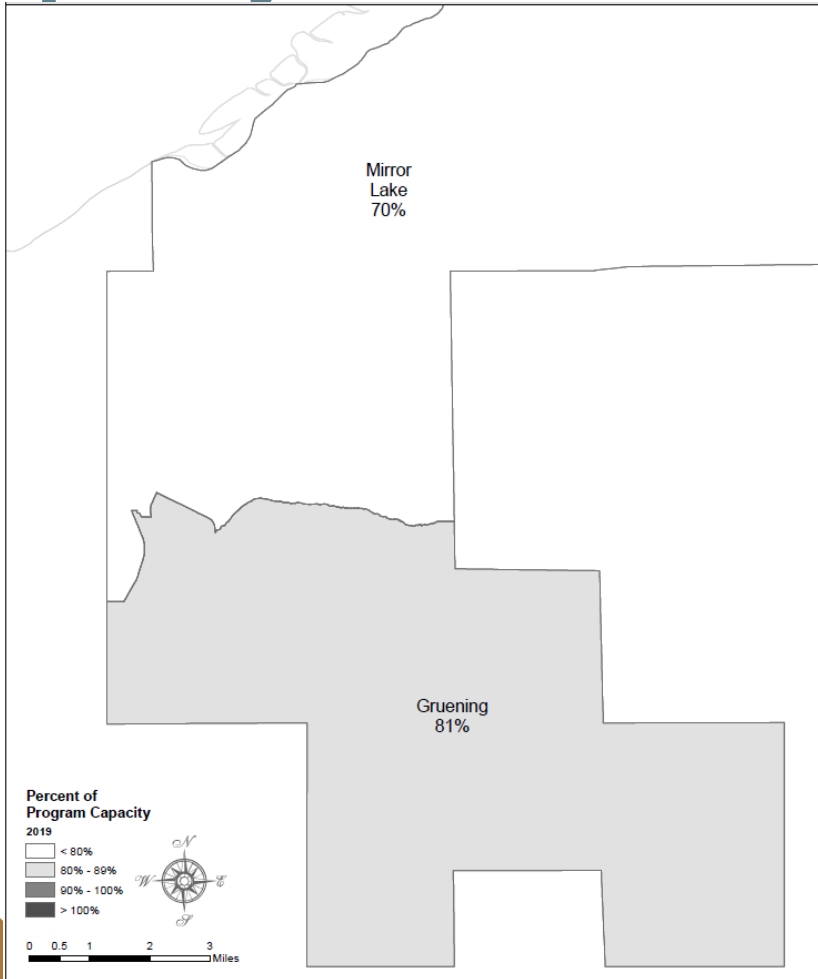 Mirror
Lake
70%
Gruening
81%
Percent of
Program Capacity
2019
< 80%
80% - 89%
90% - 100%
> 100%
N
W
E
S
0 0.5 1 2 3
Miles